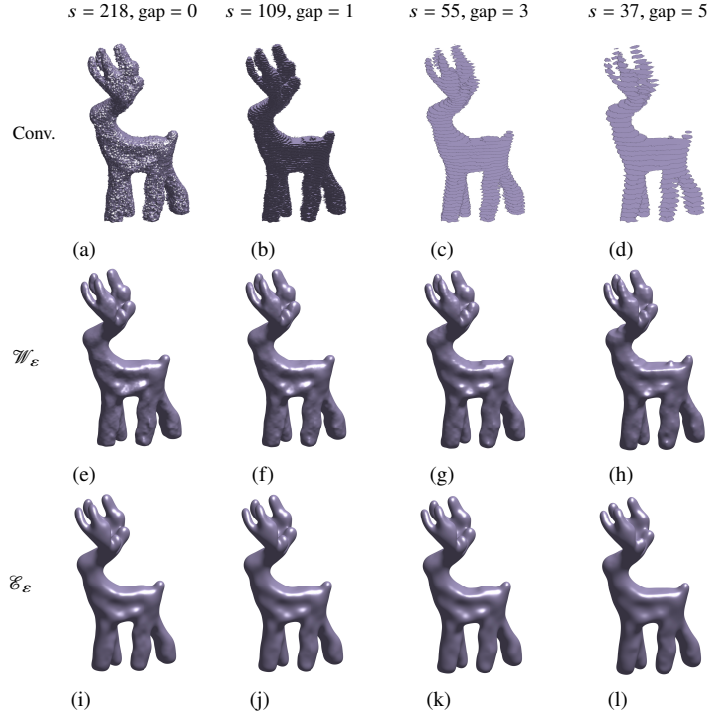 s = 218, gap = 0 s = 109, gap = 1 s = 55, gap = 3 s = 37, gap = 5
Conv.
(a) (b) (c) (d)
𝒲ε
(e) (f) (g) (h)
ℰε
(i) (j) (k) (l)